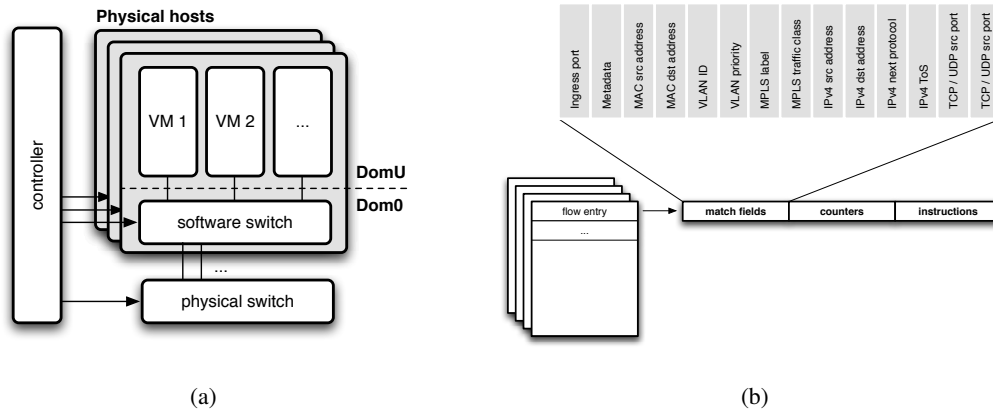 Physical hosts
controller
VM 1
VM 2
...
DomU
Dom0
software switch
...
physical switch
(a)
Ingress port
Metadata
MAC src address
MAC dst address
VLAN ID
VLAN priority
MPLS label
MPLS traffic class
IPv4 src address
IPv4 dst address
IPv4 next protocol
IPv4 ToS
TCP / UDP src port
TCP / UDP src port
flow entry
...
match fields
counters
instructions
(b)